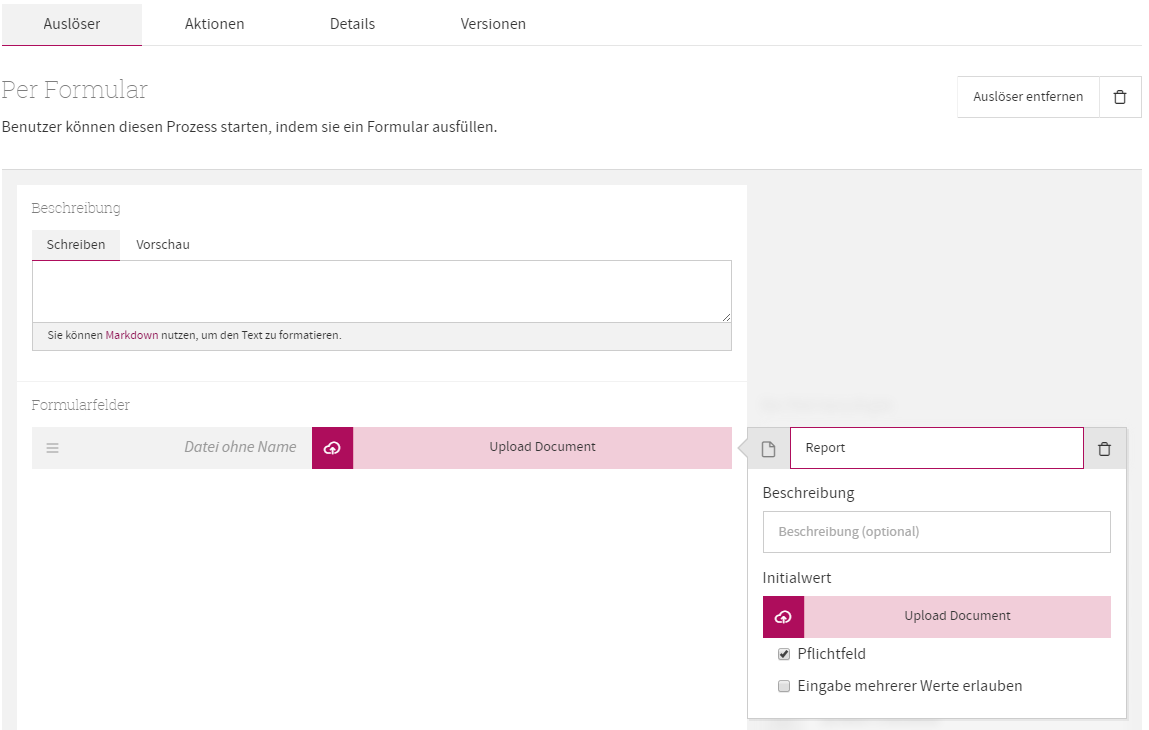 Auslöser Aktionen Details Versionen
Per Formular
Auslöser entfernen
Benutzer können diesen Prozess starten, indem sie ein Formular ausfüllen.
Beschreibung
Schreiben Vorschau
Sie können Markdown nutzen, um den Text zu formatieren.
Formularfelder
Datei ohne Name Upload Document
Report
Beschreibung
Beschreibung (optional)
Initialwert
Upload Document
Pflichtfeld
Eingabe mehrerer Werte erlauben